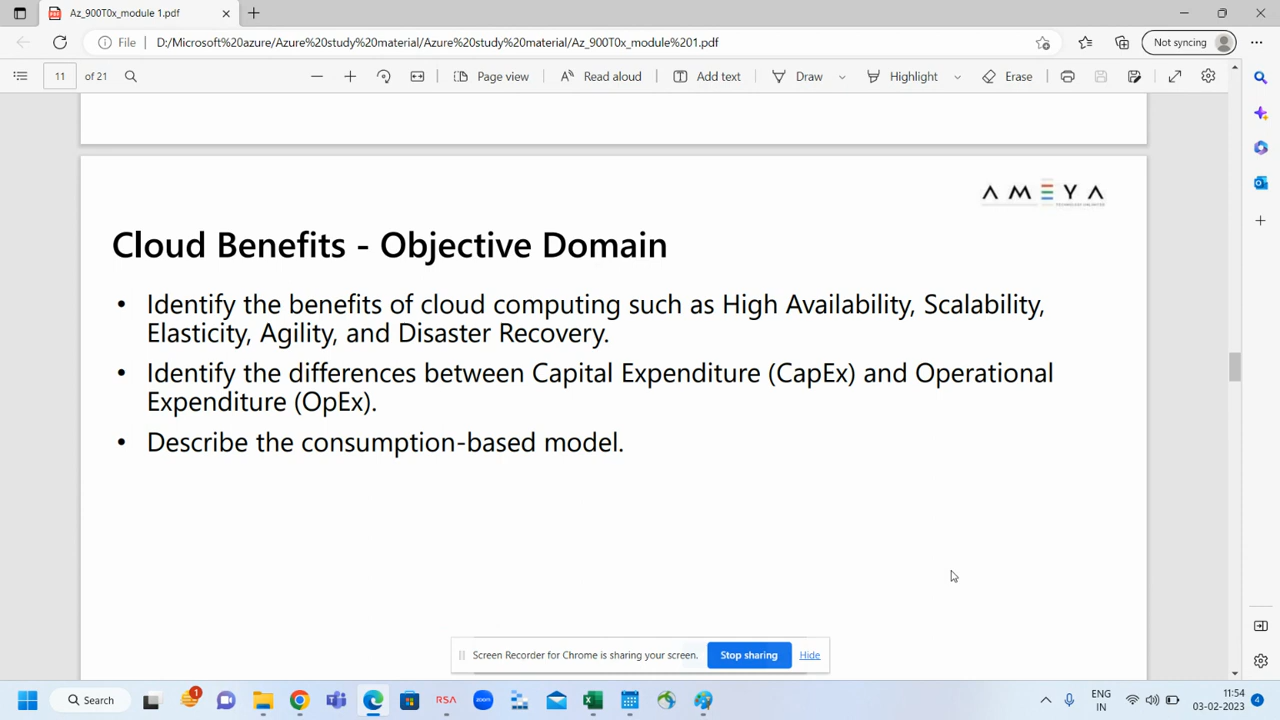 Az_900T0x_module 1.pdf
File
D:/Microsoft%20azure/Azure%20study%20material/Azure%20study%20material/Az_900T0x_module%201.pdf
Not syncing
11 of 21
Page view
Read aloud
Add text
Draw
Highlight
Erase
AMEYA
Cloud Benefits - Objective Domain
• Identify the benefits of cloud computing such as High Availability, Scalability,
Elasticity, Agility, and Disaster Recovery.
• Identify the differences between Capital Expenditure (CapEx) and Operational
Expenditure (OpEx).
• Describe the consumption-based model.
Screen Recorder for Chrome is sharing your screen.
Stop sharing
Hide
Search
1
RSA
zoom
ENG
IN
11:54
03-02-2023
4